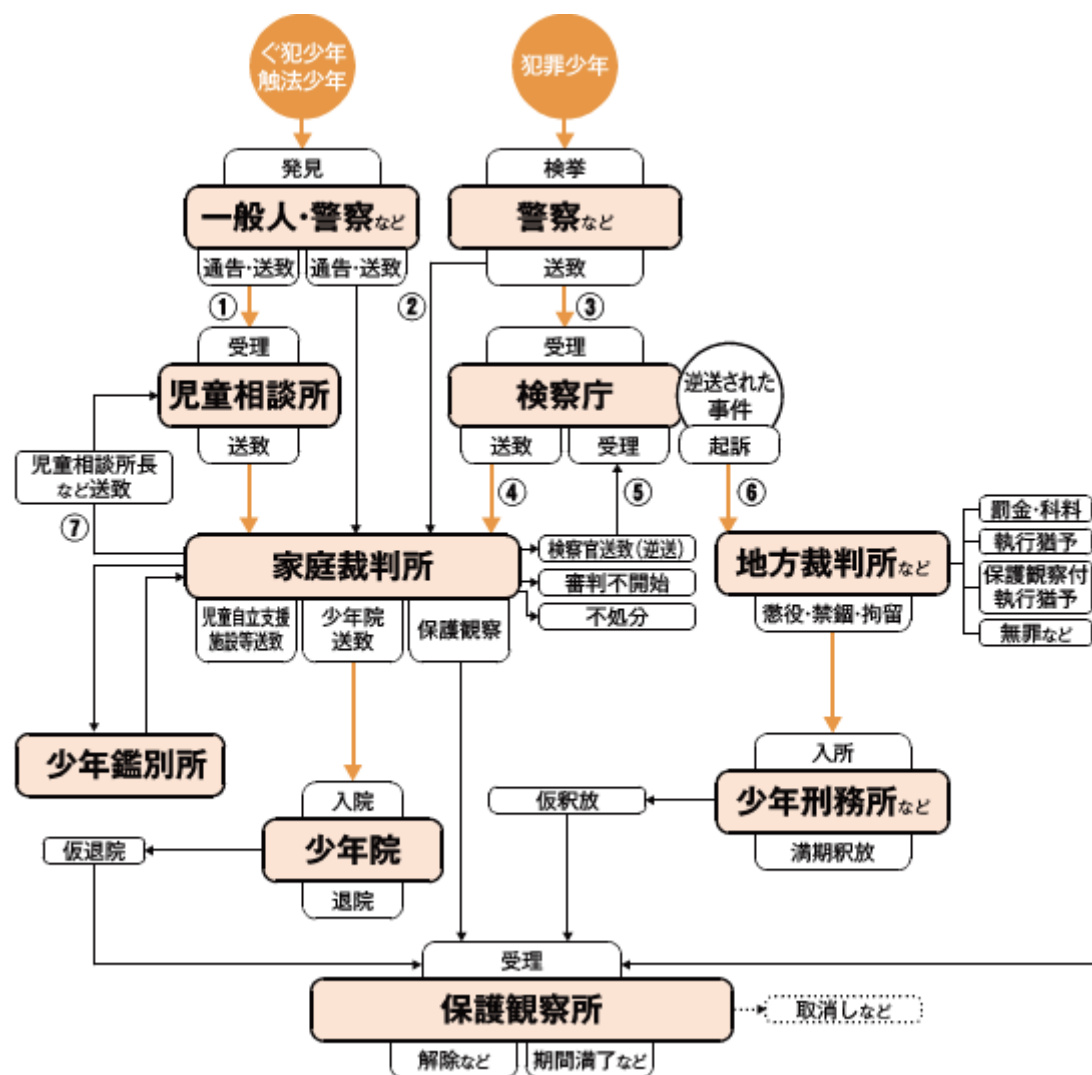 ぐ犯少年
触法少年
犯罪少年
発見
検挙
一般人・警察など
警察など
通告・送致
通告・送致
送致
①
②
③
受理
受理
児童相談所
検察庁
逆送された
事件
送致
送致
受理
起訴
児童相談所長
など送致
④
⑤
⑥
⑦
家庭裁判所
検察官送致(逆送)
審判不開始
不処分
地方裁判所など
罰金・科料
執行猶予
保護観察付
執行猶予
無罪など
児童自立支援
施設等送致
少年院
送致
保護観察
懲役・禁錮・拘留
少年鑑別所
入所
少年刑務所など
満期釈放
仮釈放
入院
少年院
退院
仮退院
受理
保護観察所
取消しなど
解除など
期間満了など